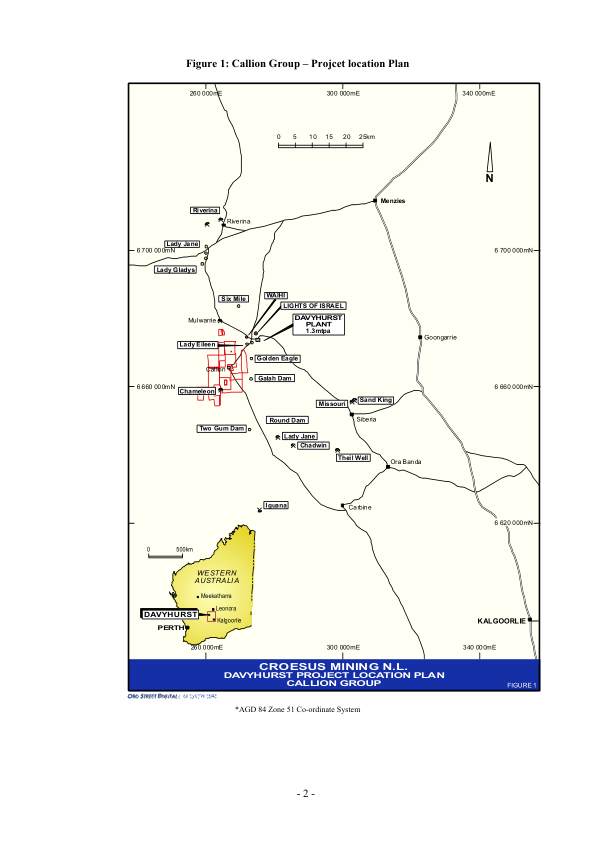 Figure 1: Callion Group – Projcet location Plan
260 000mE
300 000mE
340 000mE
0 5 10 15 20 25km
N
Menzies
Riverina
Riverina
Lady Jane
6 700 000mN
6 700 000mN
Lady Gladys
WAIHI
Six Mile
LIGHTS OF ISRAEL
DAVYHURST
PLANT
1.3mtpa
Mulwarrie
Goongarrie
Lady Eileen
Golden Eagle
Callion
Galah Dam
6 660 000mN
6 660 000mN
Chameleon
Missouri
Sand King
Siberia
Round Dam
Two Gum Dam
Lady Jane
Chadwin
Theil Well
Ora Banda
Iguana
Carbine
6 620 000mN
0 500km
WESTERN
AUSTRALIA
Meekatharra
Leonora
DAVYHURST
Kalgoorlie
PERTH
KALGOORLIE
260 000mE
300 000mE
340 000mE
CROESUS MINING N.L.
DAVYHURST PROJECT LOCATION PLAN
CALLION GROUP
FIGURE 1
*AGD 84 Zone 51 Co-ordinate System
- 2 -